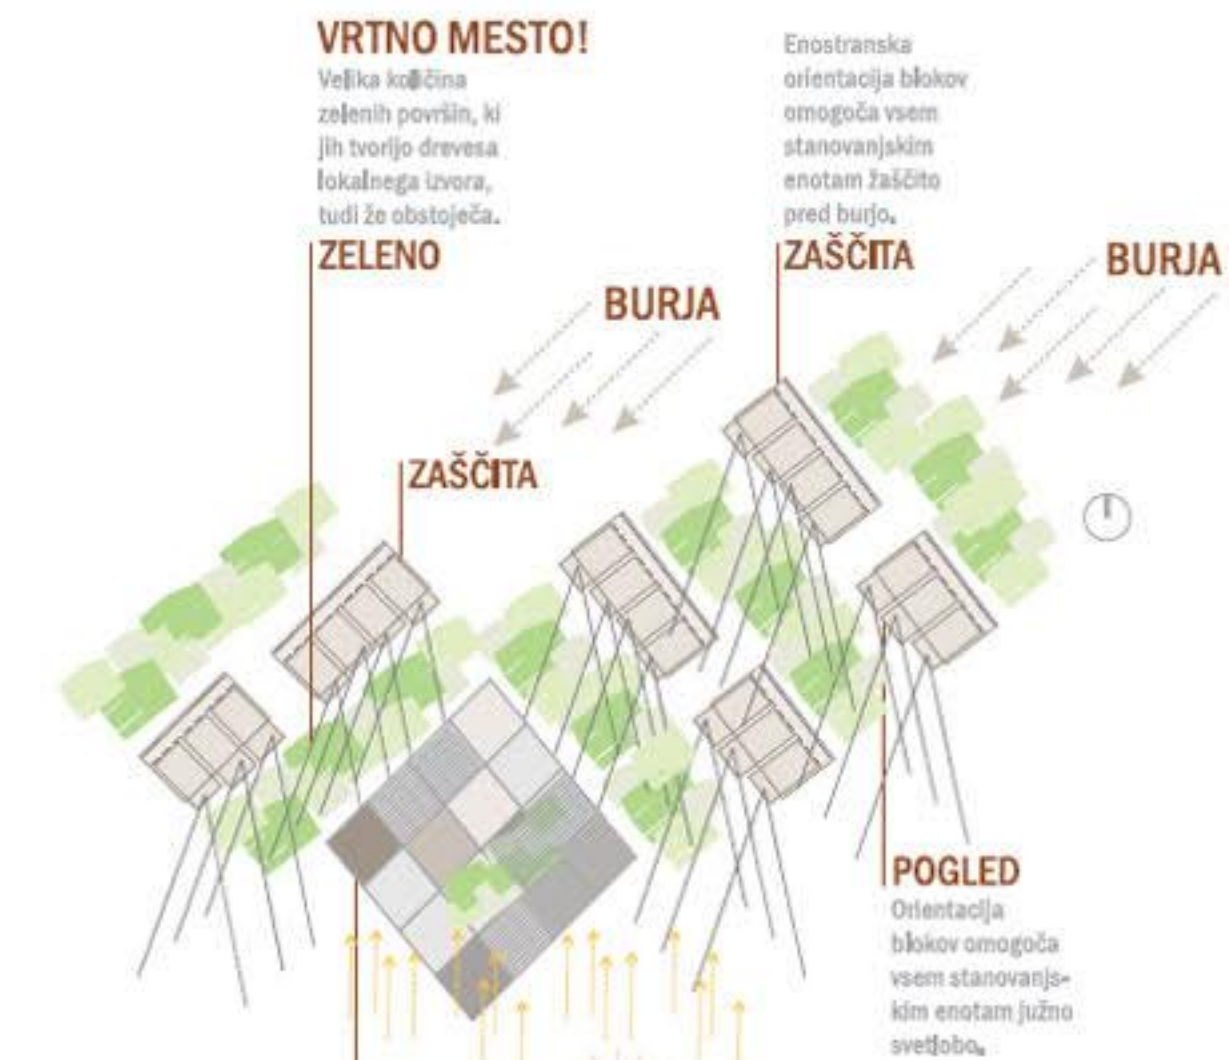 VRTNO MESTO!
Velika količina
zelenih površin, ki
jih tvorijo drevesa
lokalnega izvora,
tudi že obstoječa.
ZELENO
Enostranska
orientacija blokov
omogoča vsem
stanovanjskim
enotam žaščito
pred burjo.
ZAŠČITA
BURJA
BURJA
ZAŠČITA
POGLED
Orientacija
blokov omogoča
vsem stanovanjs-
kim enotam južno
svetlobo.